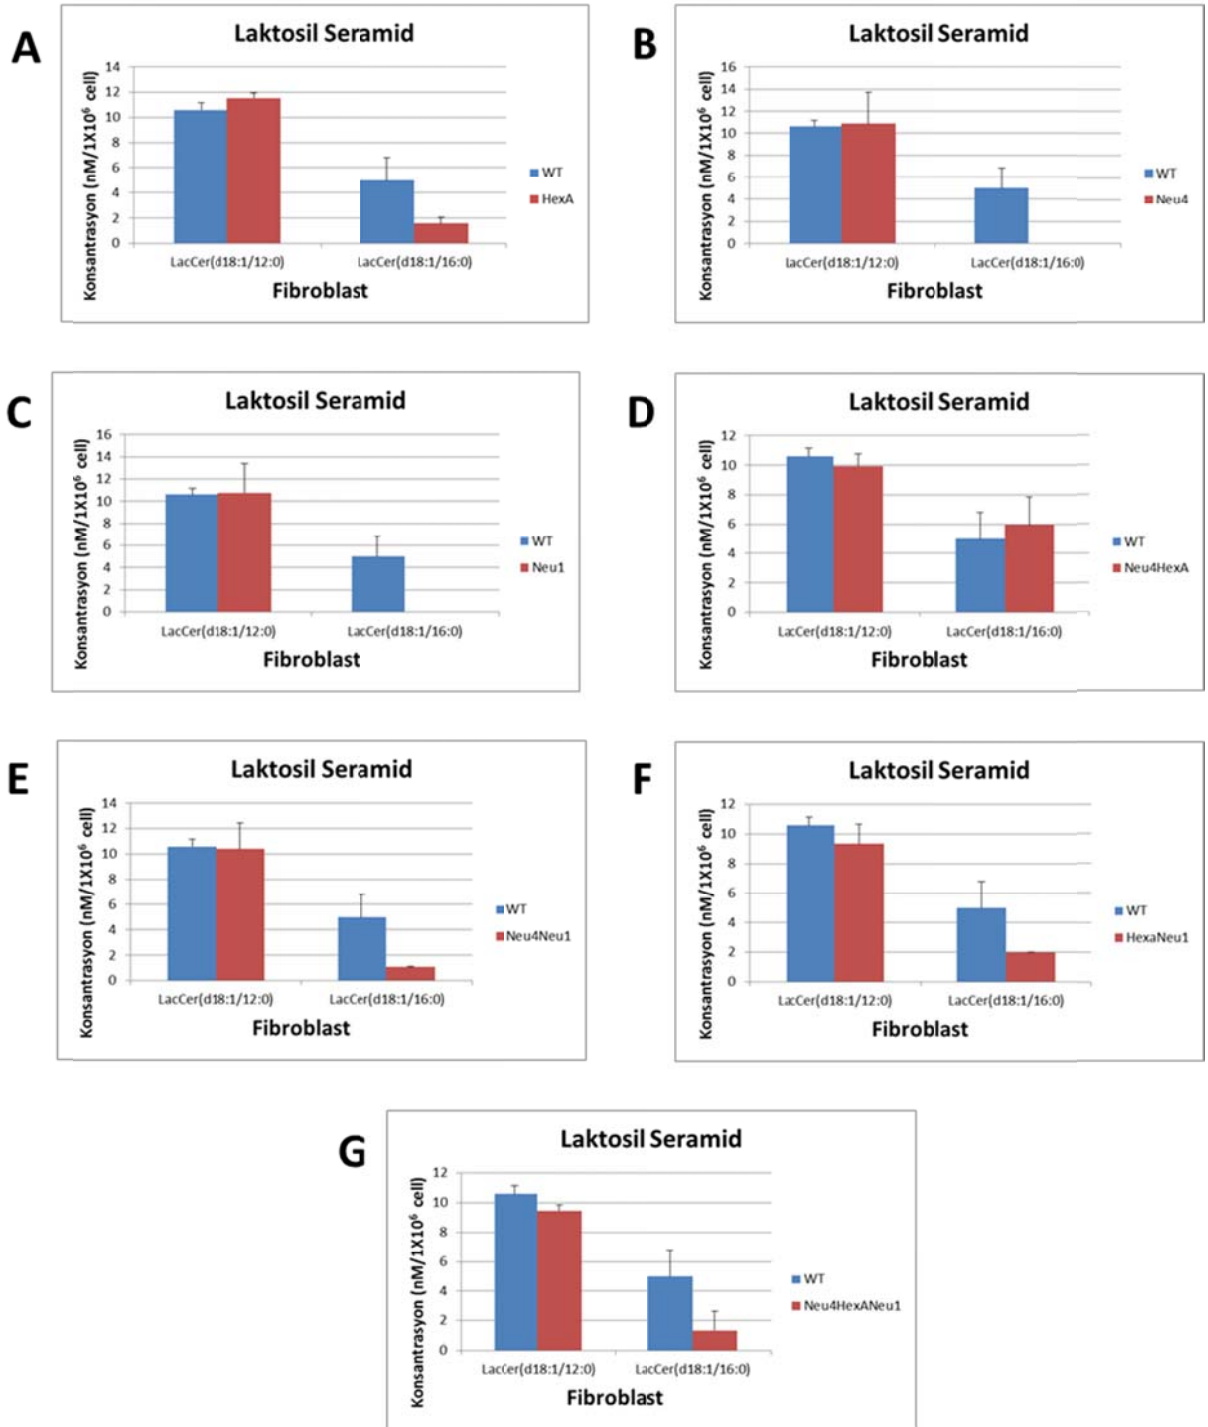 A
Laktosil Seramid
Konsantrasyon (nM/1X10⁶ cell)
14
12
10
8
6
4
2
0
LacCer(d18:1/12:0)
LacCer(d18:1/16:0)
Fibroblast
WT
HexA
B
Laktosil Seramid
Konsantrasyon (nM/1X10⁶ cell)
16
14
12
10
8
6
4
2
0
LacCer(d18:1/12:0)
LacCer(d18:1/16:0)
Fibroblast
WT
Neu4
C
Laktosil Seramid
Konsantrasyon (nM/1X10⁶ cell)
16
14
12
10
8
6
4
2
0
LacCer(d18:1/12:0)
LacCer(d18:1/16:0)
Fibroblast
WT
Neu1
D
Laktosil Seramid
Konsantrasyon (nM/1X10⁶ cell)
12
10
8
6
4
2
0
LacCer(d18:1/12:0)
LacCer(d18:1/16:0)
Fibroblast
WT
Neu4HexA
E
Laktosil Seramid
Konsantrasyon (nM/1X10⁶ cell)
14
12
10
8
6
4
2
0
LacCer(d18:1/12:0)
LacCer(d18:1/16:0)
Fibroblast
WT
Neu4Neu1
F
Laktosil Seramid
Konsantrasyon (nM/1X10⁶ cell)
12
10
8
6
4
2
0
LacCer(d18:1/12:0)
LacCer(d18:1/16:0)
Fibroblast
WT
HexaNeu1
G
Laktosil Seramid
Konsantrasyon (nM/1X10⁶ cell)
12
10
8
6
4
2
0
LacCer(d18:1/12:0)
LacCer(d18:1/16:0)
Fibroblast
WT
Neu4HexANeu1